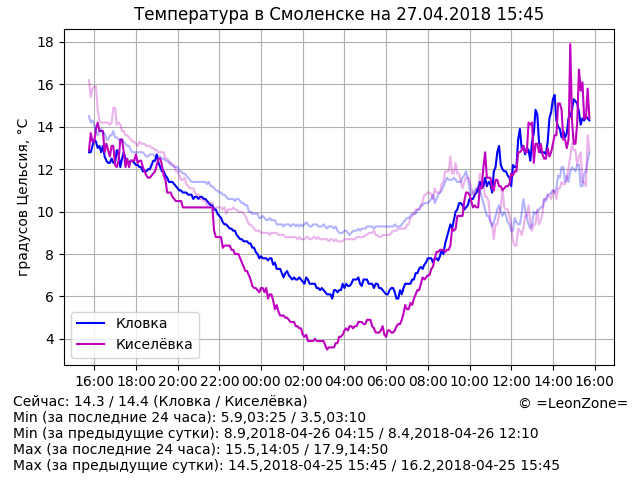 Температура в Смоленске на 27.04.2018 15:45
градусов Цельсия, °C
18
16
14
12
10
8
6
4
Кловка
Киселёвка
16:00 18:00 20:00 22:00 00:00 02:00 04:00 06:00 08:00 10:00 12:00 14:00 16:00
Сейчас: 14.3 / 14.4 (Кловка / Киселёвка)
© =LeonZone=
Min (за последние 24 часа): 5.9,03:25 / 3.5,03:10
Min (за предыдущие сутки): 8.9,2018-04-26 04:15 / 8.4,2018-04-26 12:10
Max (за последние 24 часа): 15.5,14:05 / 17.9,14:50
Max (за предыдущие сутки): 14.5,2018-04-25 15:45 / 16.2,2018-04-25 15:45